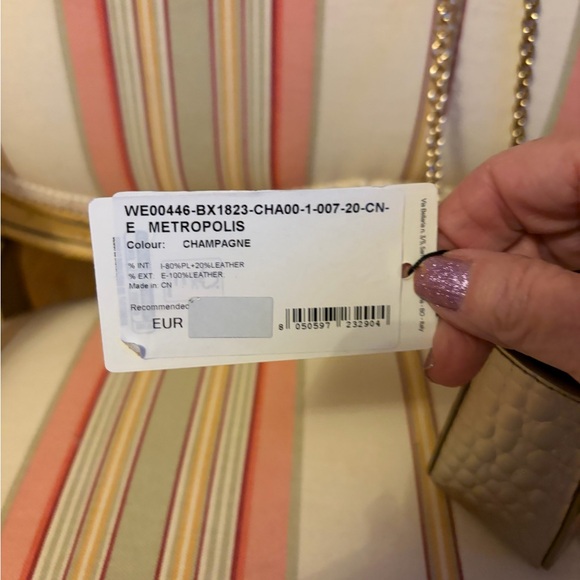 WE00446-BX1823-CHA00-1-007-20-CN-
E METROPOLIS
Colour: CHAMPAGNE
% INT I-80%PL+20%LEATHER
% EXT E-100%LEATHER
Made in CN
Recommended
EUR
8 050597 232904